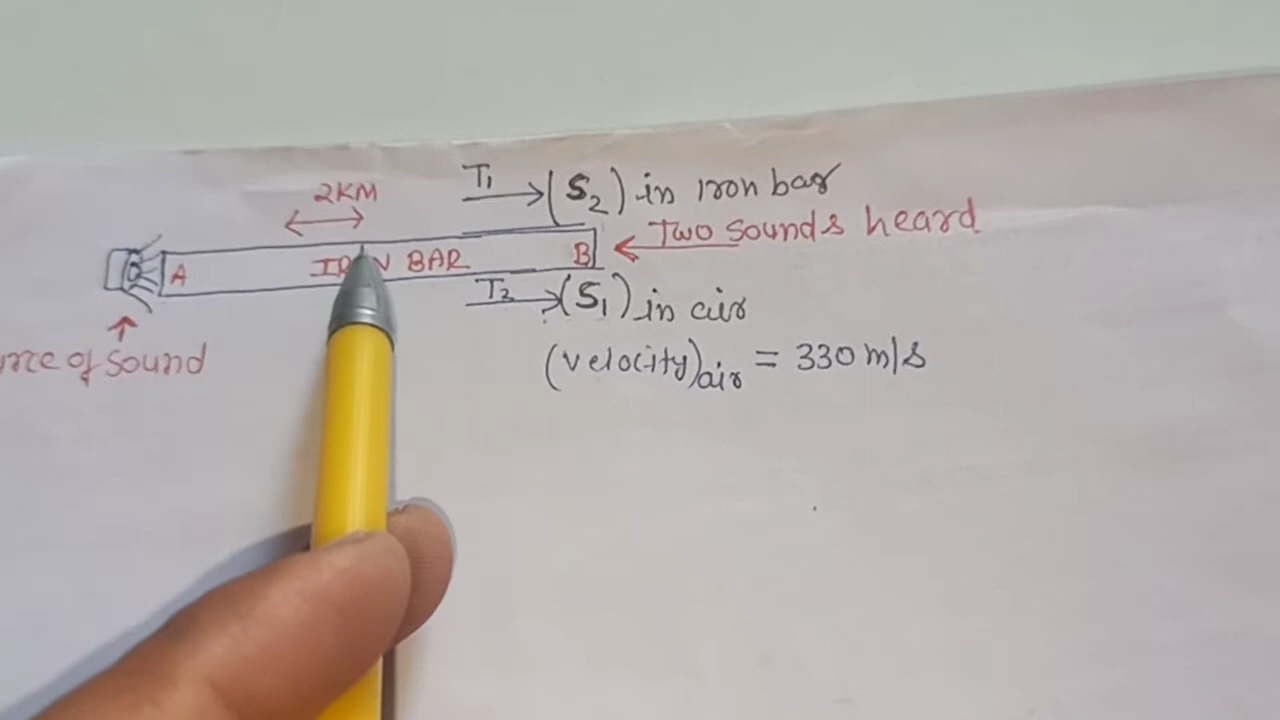 2KM
T₁ (S₂) in iron bar
Two sounds heard
A BAR B
T₂ (S₁) in air
of sound
(velocity)air = 330 m/s